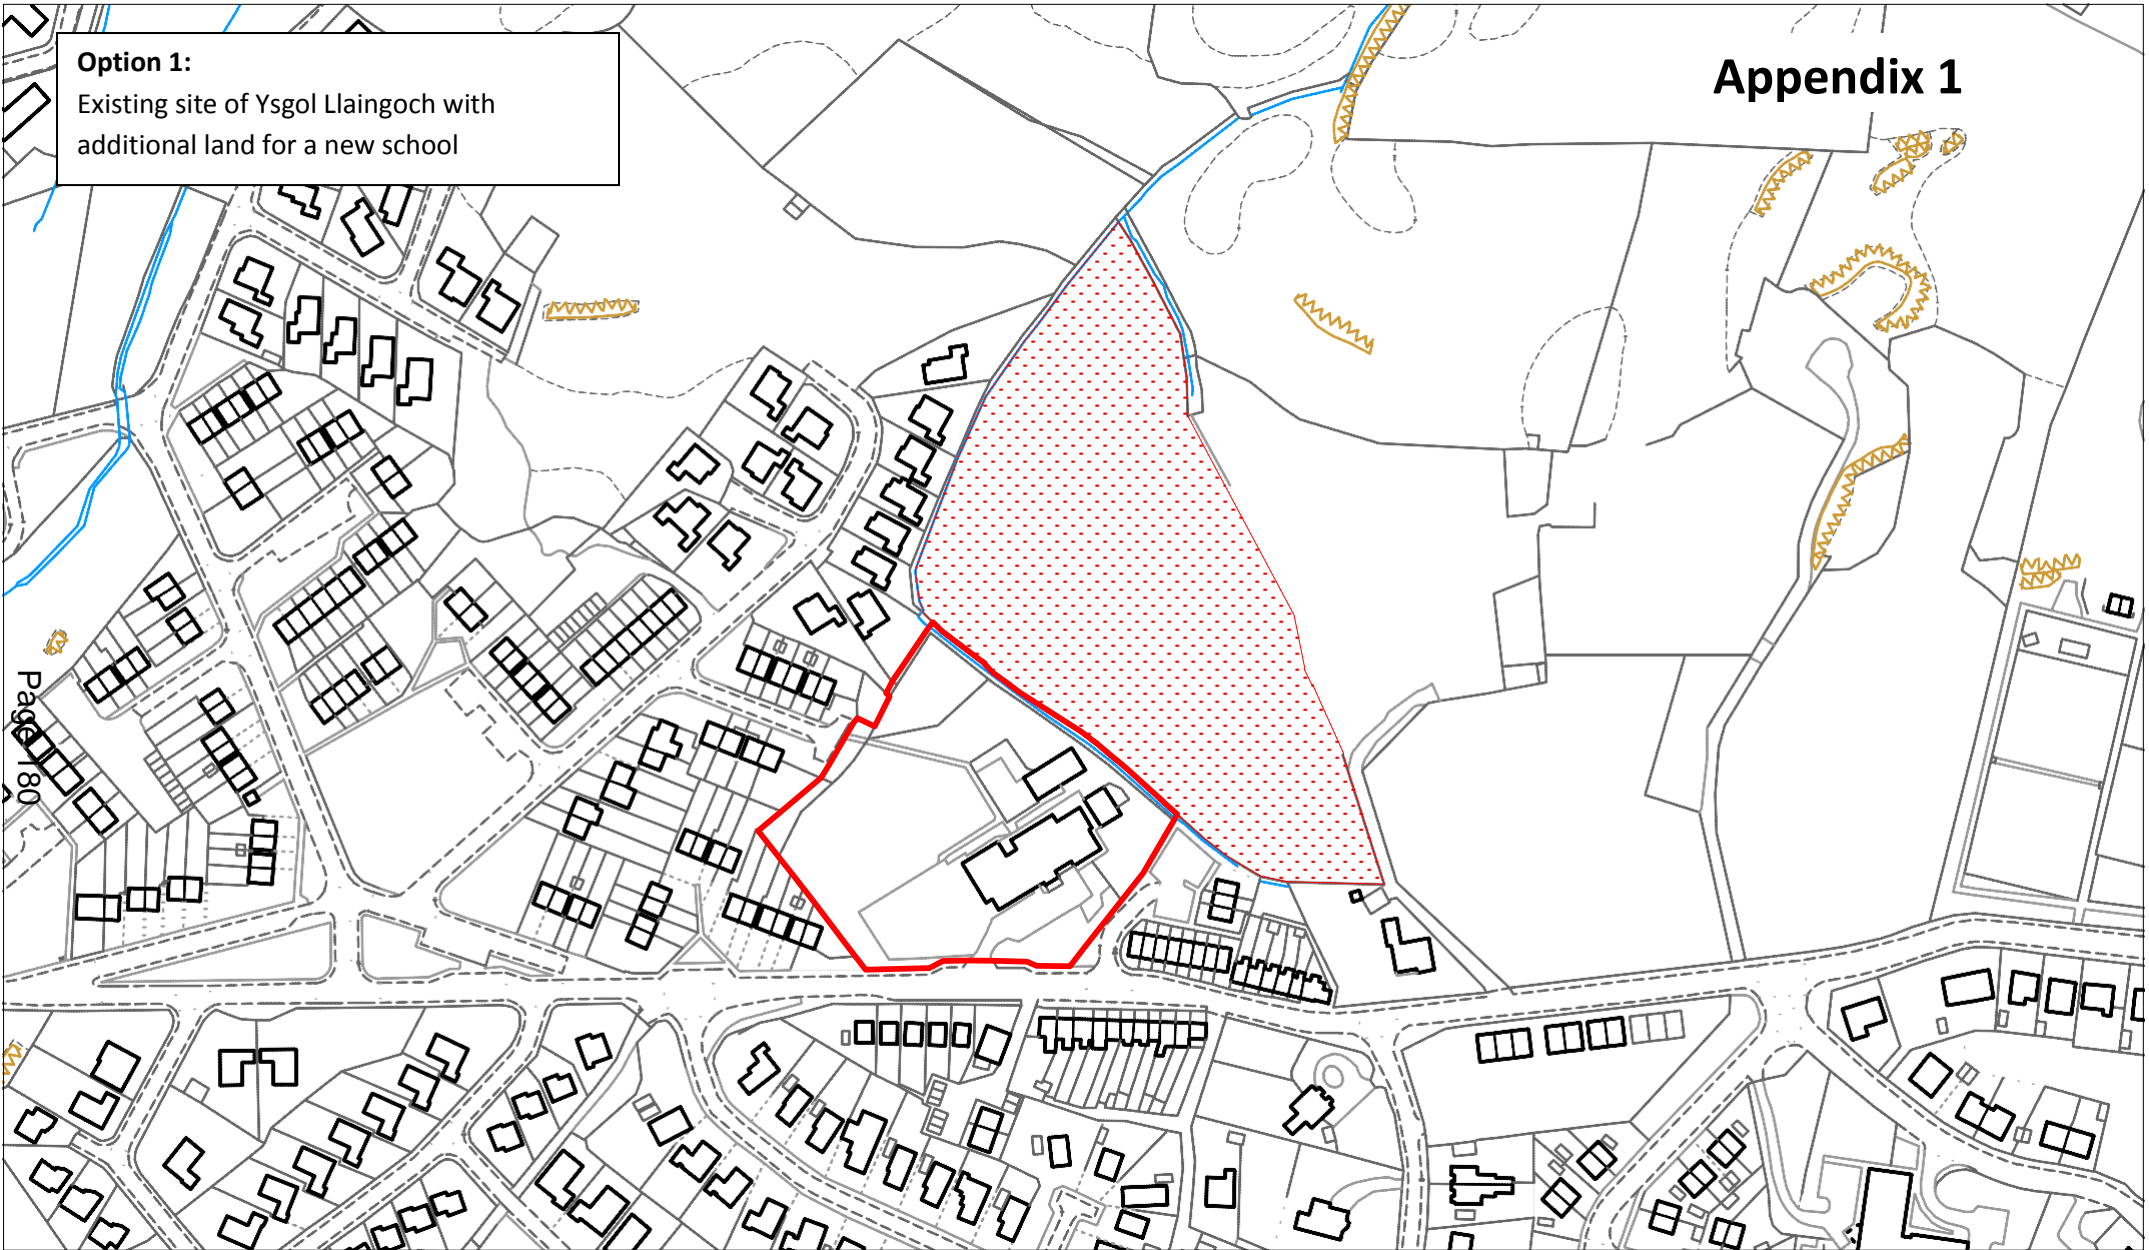 Option 1:
Existing site of Ysgol Llaingoch with
additional land for a new school
Appendix 1
Page 180